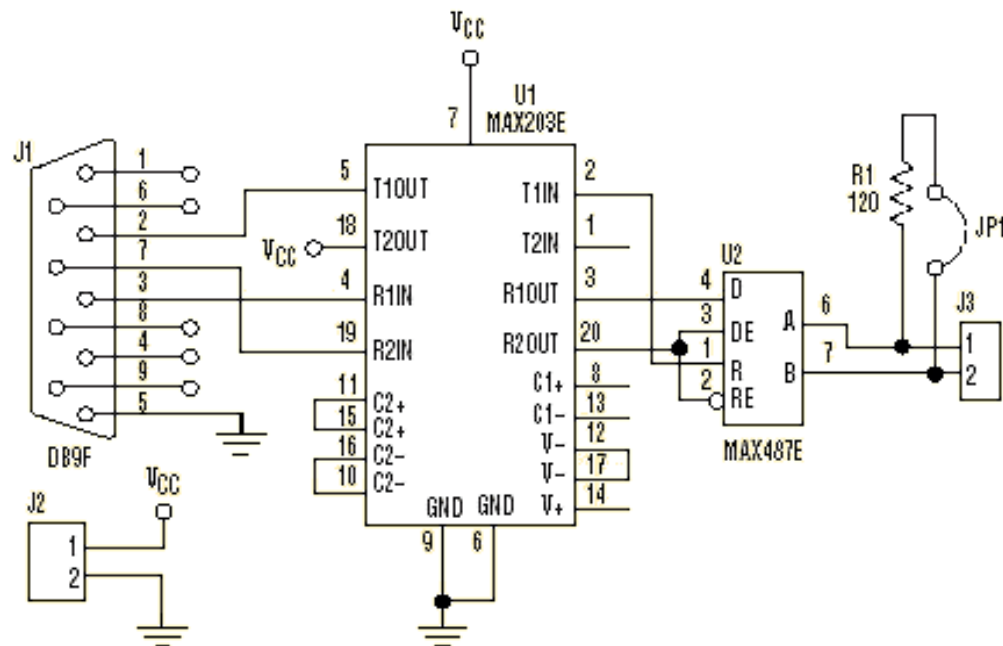 VCC
U1
MAX203E
7
J1
1
6
2
7
3
8
4
9
5
DB9F
5 T1OUT
18 T2OUT
VCC
4 R1IN
19 R2IN
11 C2+
15 C2+
16 C2-
10 C2-
T1IN 2
T2IN 1
R1OUT 3
R2OUT 20
C1+ 8
C1- 13
V- 12
V- 17
V+ 14
GND GND
9 6
U2
4 D
3 DE
1 R
2 RE
A 6
B 7
MAX487E
R1
120
JP1
J3
1
2
J2
VCC
1
2